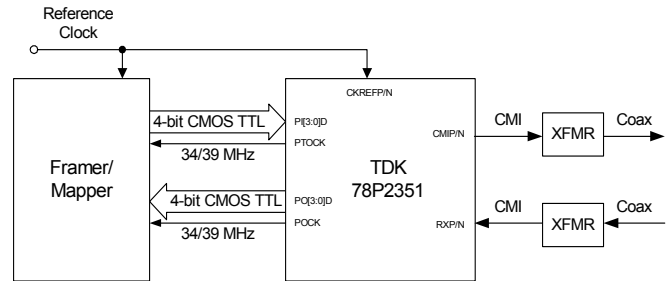 Reference
Clock
CKREFP/N
4-bit CMOS TTL
PI[3:0]D
34/39 MHz
PTOCK
Framer/
Mapper
TDK
78P2351
4-bit CMOS TTL
PO[3:0]D
34/39 MHz
POCK
CMIP/N
CMI
XFMR
Coax
RXP/N
CMI
XFMR
Coax